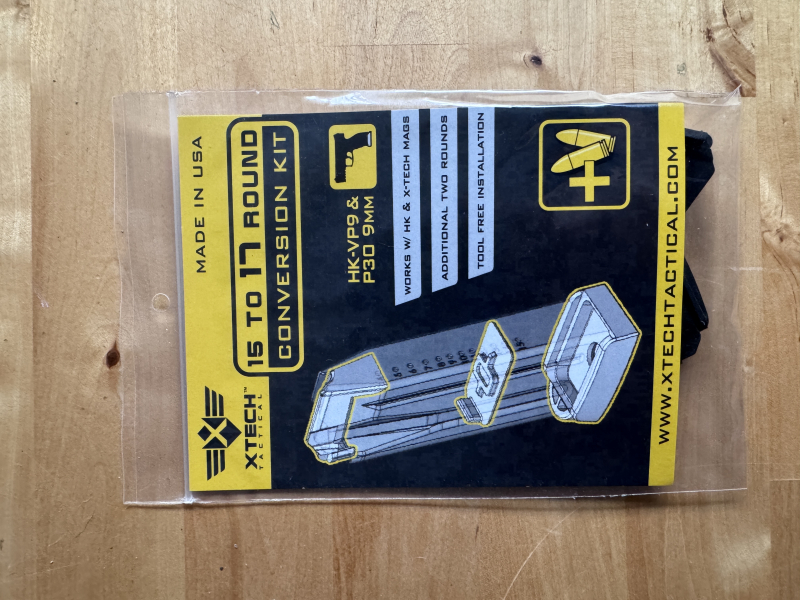 XTECH™
TACTICAL
MADE IN USA
15 TO 17 ROUND
CONVERSION KIT
HK-VP9 &
P30 9MM
WORKS W/ HK & X-TECH MAGS
ADDITIONAL TWO ROUNDS
TOOL FREE INSTALLATION
WWW.XTECHTACTICAL.COM